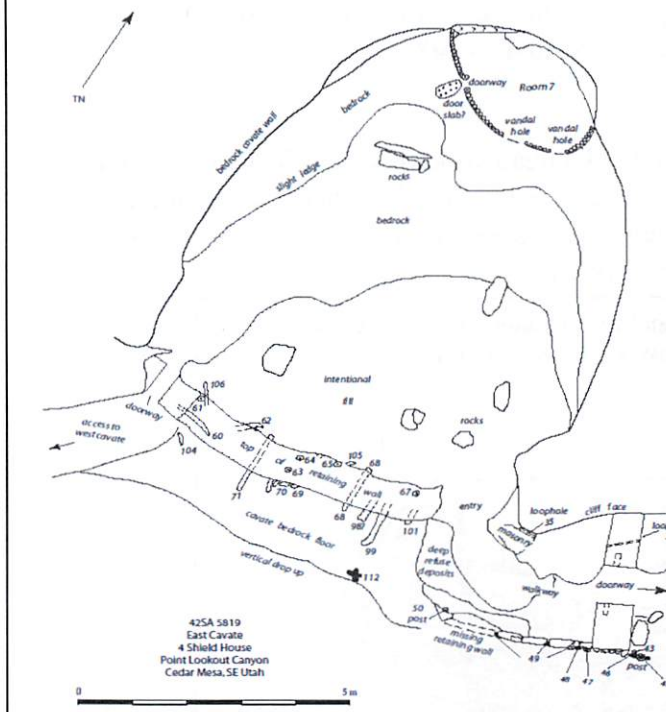 TN
bedrock cavate wall
bedrock
slight ledge
doorway
Room 7
door
slab?
vandal
hole
vandal
hole
rocks
bedrock
intentional
fill
rocks
doorway
access to
west cavate
106
61
60
104
62
top
of
retaining
wall
64
63
65
105
68
67
71
70
69
68
98
99
101
entry
cavate bedrock floor
vertical drop up
112
deep
refuse
deposits
loophole
35
cliff face
masonry
walkway
doorway
50
post
missing
retaining wall
49
48
47
46
45
post
42SA 5819
East Cavate
4 Shield House
Point Lookout Canyon
Cedar Mesa, SE Utah
0
5 m